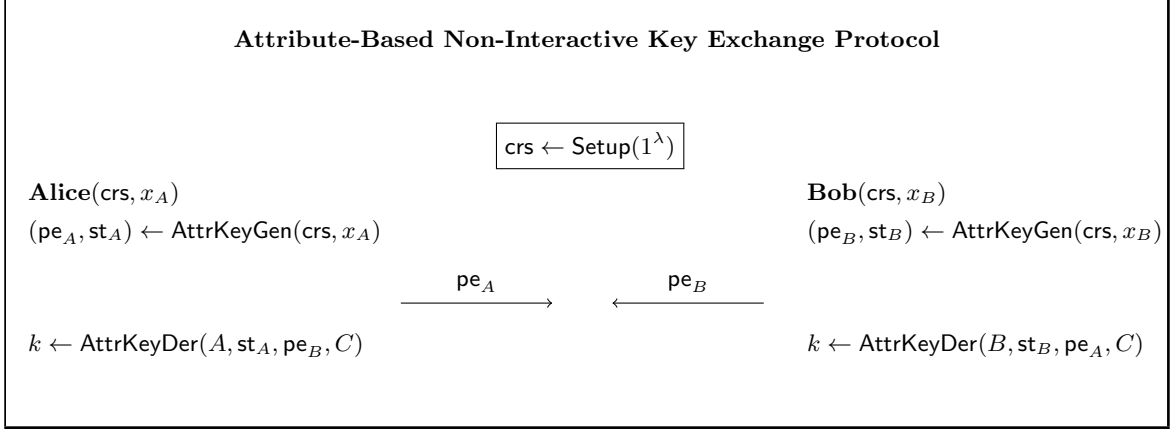 Attribute-Based Non-Interactive Key Exchange Protocol
crs ← Setup(1^λ)
Alice(crs, x_A)
Bob(crs, x_B)
(pe_A, st_A) ← AttrKeyGen(crs, x_A)
(pe_B, st_B) ← AttrKeyGen(crs, x_B)
pe_A
pe_B
k ← AttrKeyDer(A, st_A, pe_B, C)
k ← AttrKeyDer(B, st_B, pe_A, C)